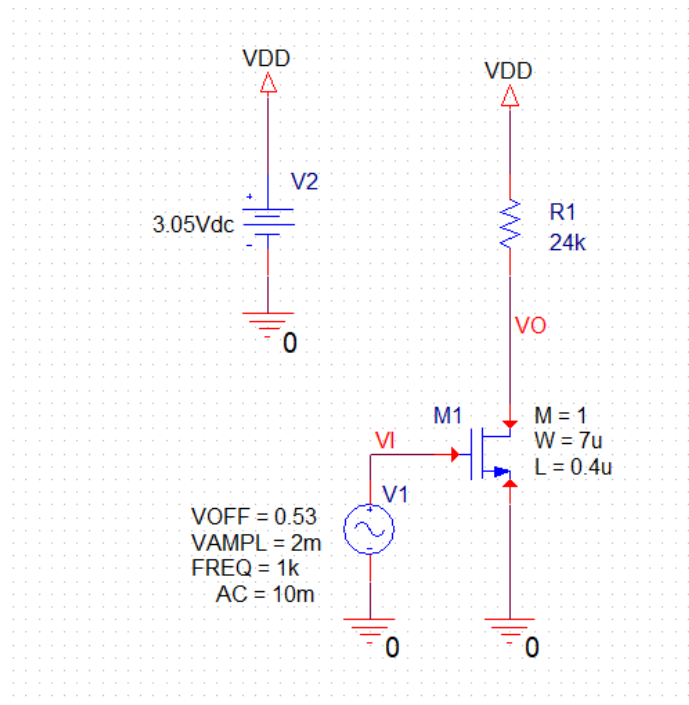 VDD
VDD
+
V2
3.05Vdc
-
R1
24k
0
VO
M1
M = 1
W = 7u
L = 0.4u
VI
V1
+
-
VOFF = 0.53
VAMPL = 2m
FREQ = 1k
AC = 10m
0
0